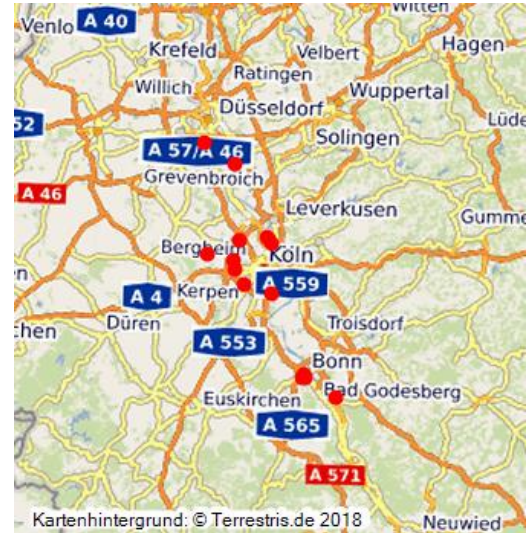 Witten
Venlo
A 40
Krefeld
Velbert
Hagen
Ratingen
Willich
Düsseldorf
Wuppertal
52
Lüde
Solingen
A 57/A 46
Grevenbroich
A 46
Leverkusen
Gumme
Bergheim
Köln
en
A 4
Kerpen
A 559
Düren
Troisdorf
chen
A 553
Bonn
Euskirchen
Bad Godesberg
A 565
A 571
Kartenhintergrund: © Terrestris.de 2018
Neuwied